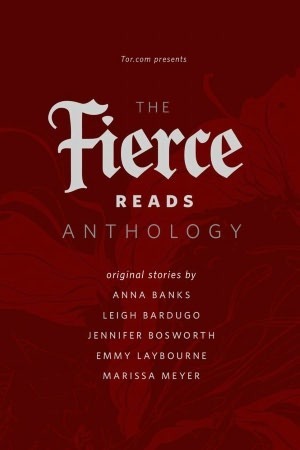 Tor.com presents
THE
Fierce
READS
ANTHOLOGY
original stories by
ANNA BANKS
LEIGH BARDUGO
JENNIFER BOSWORTH
EMMY LAYBOURNE
MARISSA MEYER